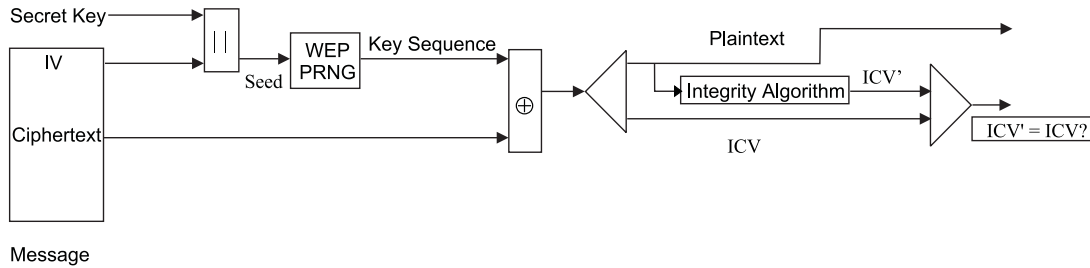 Secret Key
IV
Ciphertext
Message
||
Seed
WEP
PRNG
Key Sequence
⊕
Plaintext
Integrity Algorithm
ICV'
ICV
ICV' = ICV?